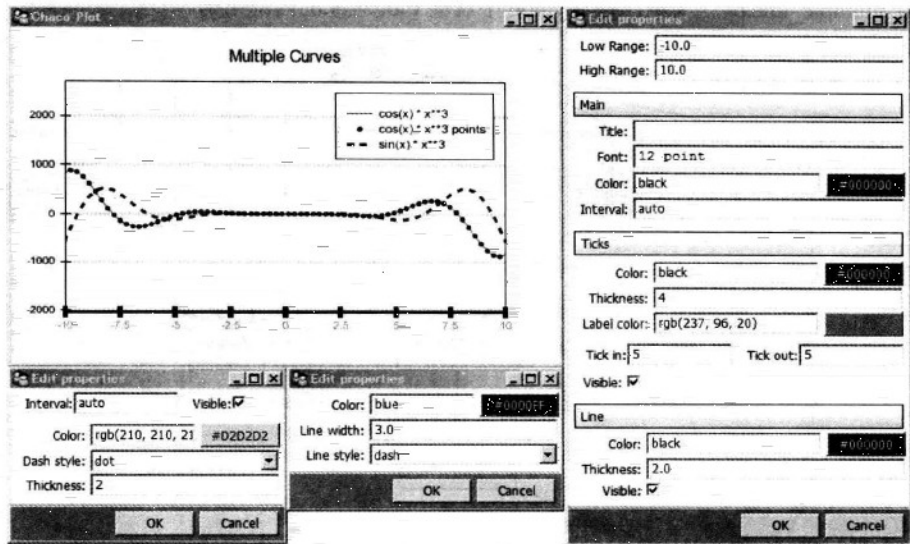 Chaco Plot
Multiple Curves
2000
1000
0
-1000
-2000
cos(x) * x**3
cos(x) * x**3 points
sin(x) * x**3
-10
-7.5
-5
-2.5
0.0
2.5
5
7.5
10
Edit properties
Interval: auto Visible:
Color: rgb(210, 210, 21 #D2D2D2
Dash style: dot
Thickness: 2
OK Cancel
Edit properties
Color: blue #0000FF
Line width: 3.0
Line style: dash
OK Cancel
Edit properties
Low Range: -10.0
High Range: 10.0
Main
Title:
Font: 12 point
Color: black #000000
Interval: auto
Ticks
Color: black #000000
Thickness: 4
Label color: rgb(237, 96, 20)
Tick in: 5 Tick out: 5
Visible:
Line
Color: black #000000
Thickness: 2.0
Visible:
OK Cancel